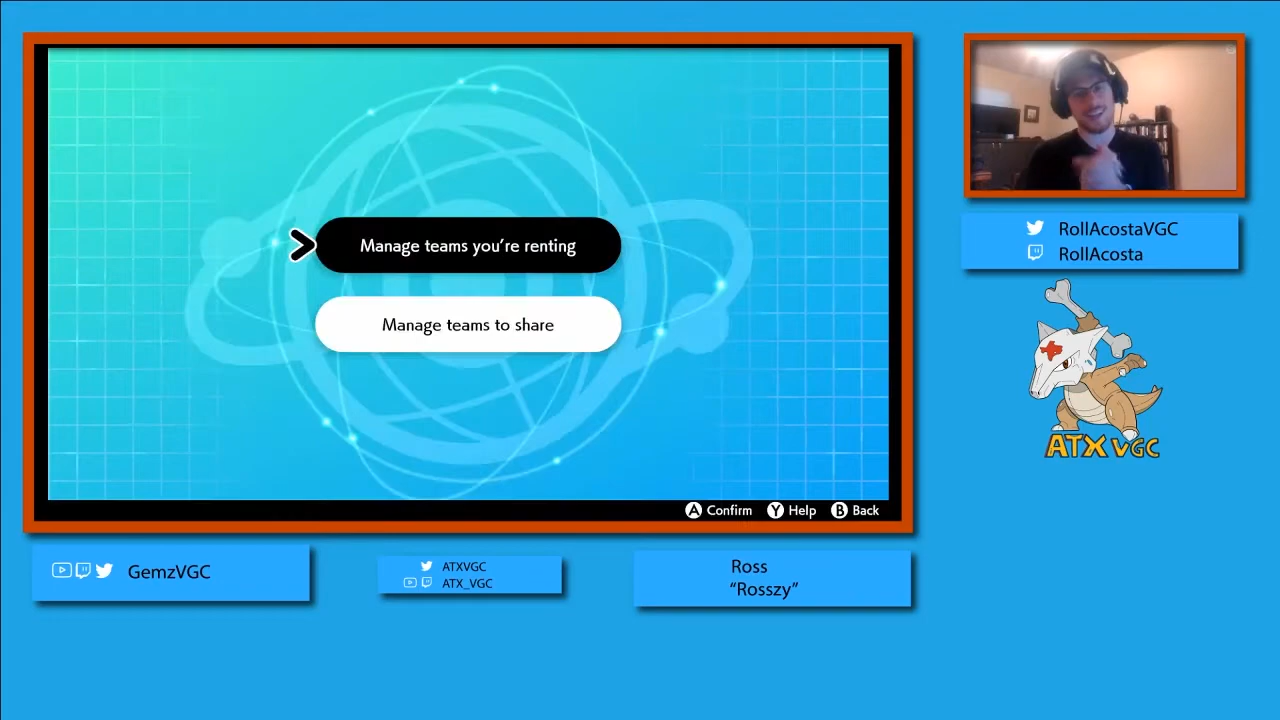 Manage teams you're renting
Manage teams to share
A Confirm Y Help B Back
RollAcostaVGC
RollAcosta
ATX VGC
GemzVGC
ATXVGC
ATX_VGC
Ross
“Rosszy”